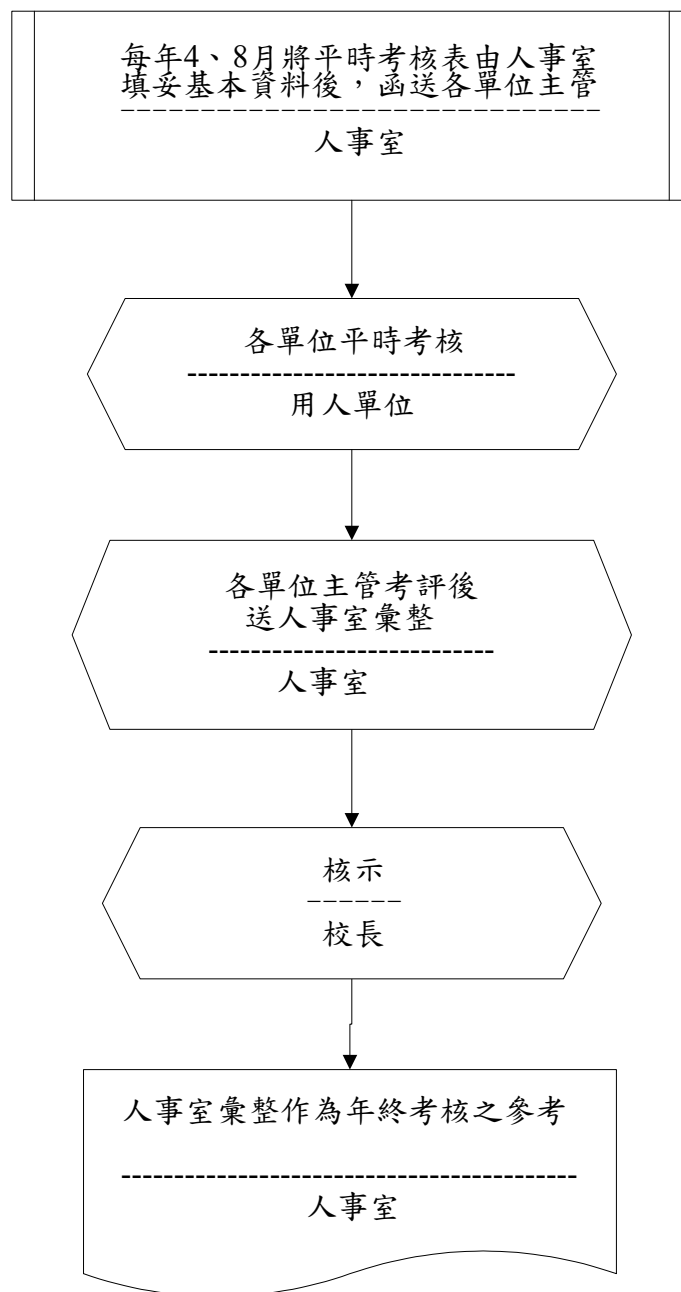 每年4、8月將平時考核表由人事室
填妥基本資料後，函送各單位主管
人事室
各單位平時考核
用人單位
各單位主管考評後
送人事室彙整
人事室
核示
校長
人事室彙整作為年終考核之參考
人事室